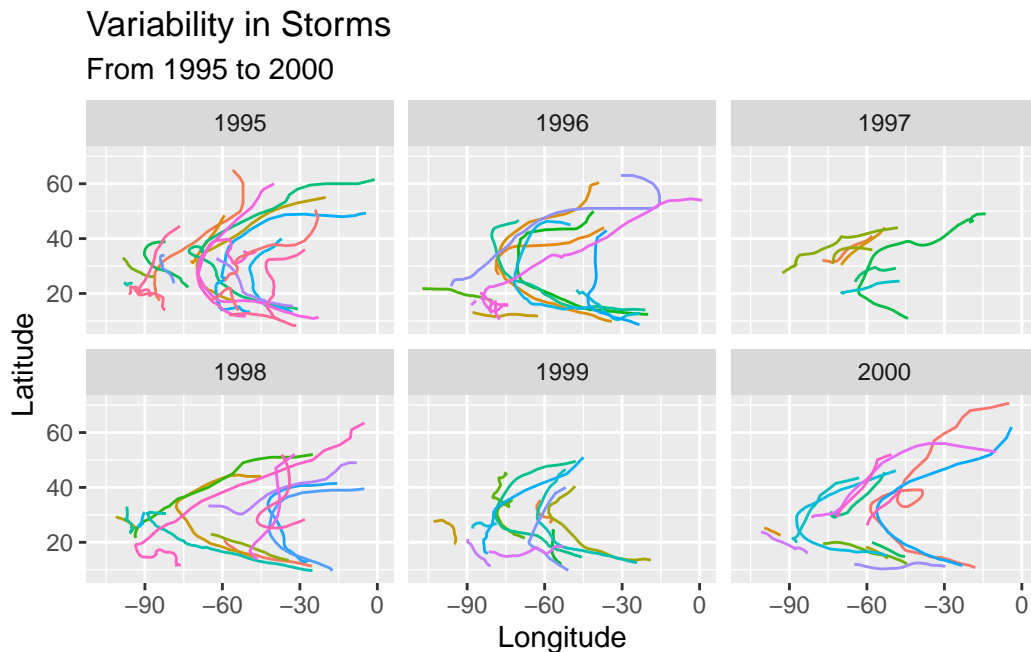 Variability in Storms
From 1995 to 2000
1995 1996 1997
60
40
20
1998 1999 2000
60
40
20
−90 −60 −30 0 −90 −60 −30 0 −90 −60 −30 0
Longitude
Latitude